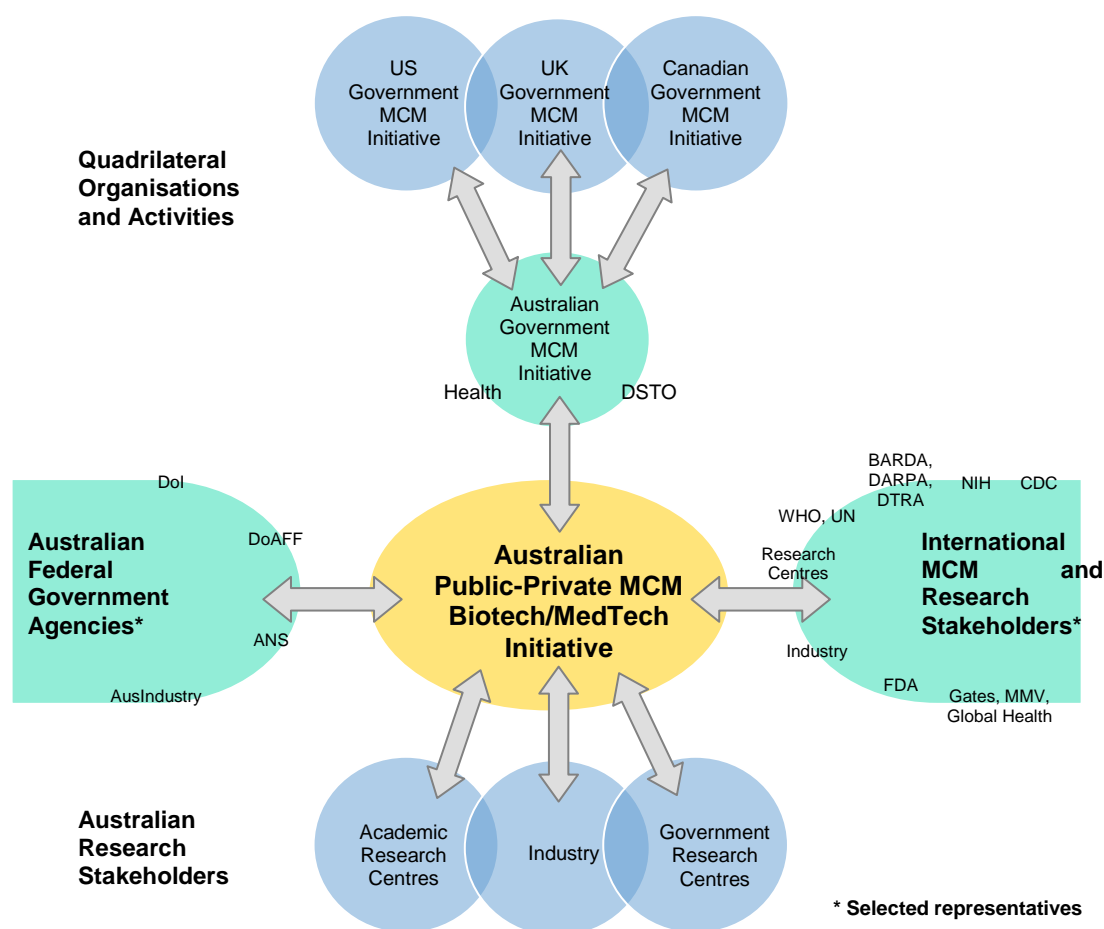 US
Government
MCM
Initiative
UK
Government
MCM
Initiative
Canadian
Government
MCM
Initiative
Quadrilateral
Organisations
and Activities
Australian
Government
MCM
Initiative
Health
DSTO
DoI
DoAFF
Australian
Federal
Government
Agencies*
ANS
AusIndustry
Australian
Public-Private MCM
Biotech/MedTech
Initiative
BARDA,
DARPA,
DTRA
NIH
CDC
WHO, UN
Research
Centres
International
MCM and
Research
Stakeholders*
Industry
FDA
Gates, MMV,
Global Health
Australian
Research
Stakeholders
Academic
Research
Centres
Industry
Government
Research
Centres
* Selected representatives